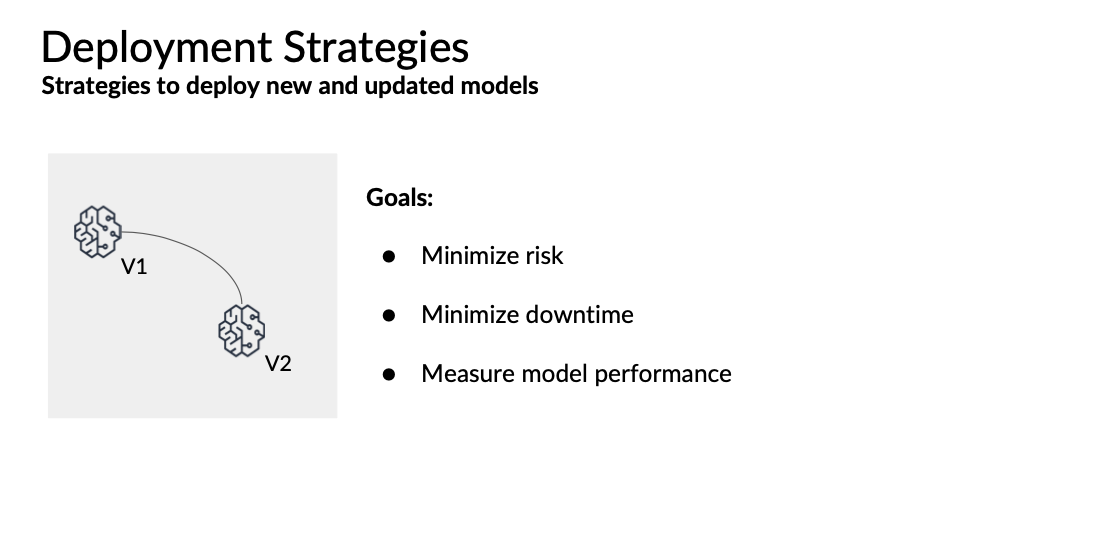 Deployment Strategies
Strategies to deploy new and updated models
V1
V2
Goals:
● Minimize risk
● Minimize downtime
● Measure model performance